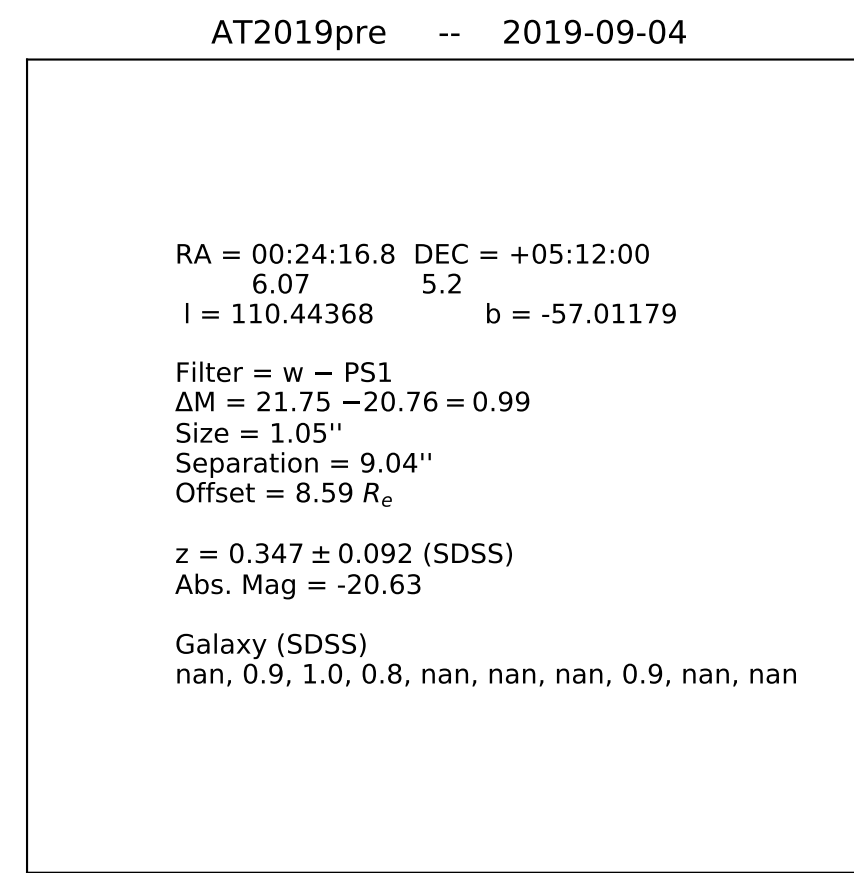 AT2019pre -- 2019-09-04
RA = 00:24:16.8 DEC = +05:12:00
6.07 5.2
l = 110.44368 b = -57.01179
Filter = w − PS1
ΔM = 21.75 −20.76 = 0.99
Size = 1.05''
Separation = 9.04''
Offset = 8.59 Rₑ
z = 0.347 ± 0.092 (SDSS)
Abs. Mag = -20.63
Galaxy (SDSS)
nan, 0.9, 1.0, 0.8, nan, nan, nan, 0.9, nan, nan